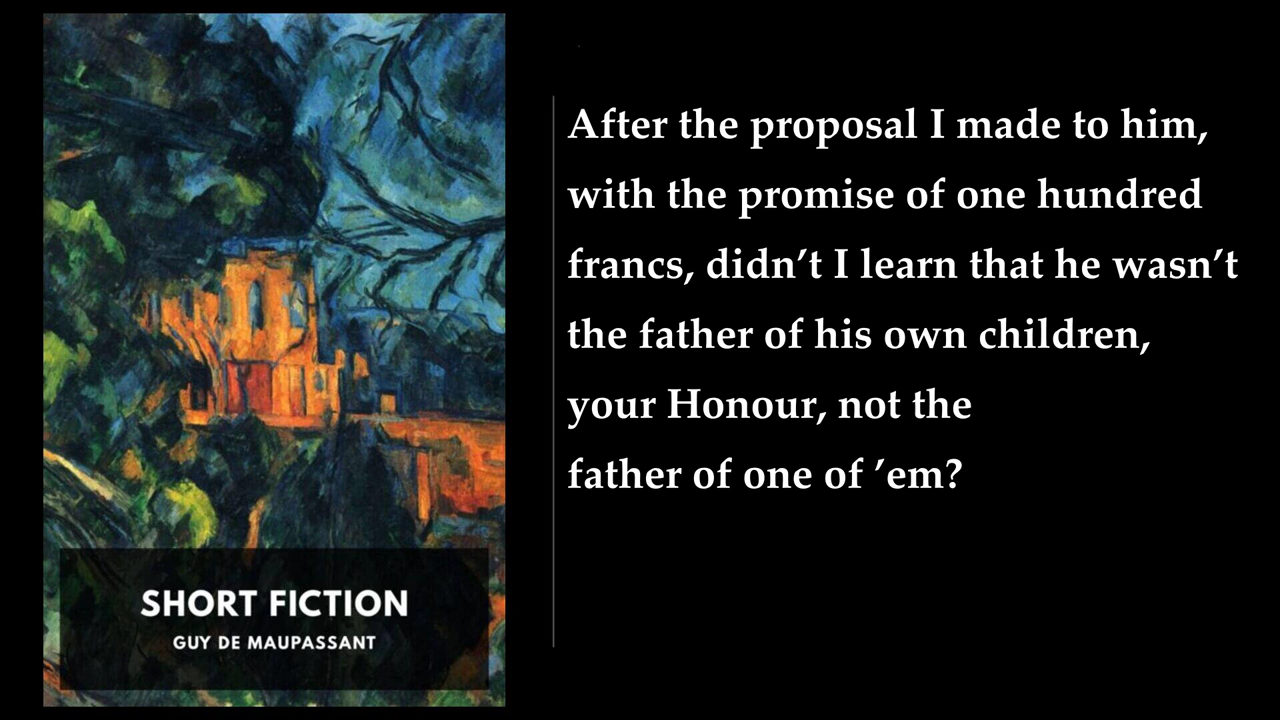 SHORT FICTION
GUY DE MAUPASSANT
After the proposal I made to him,
with the promise of one hundred
francs, didn’t I learn that he wasn’t
the father of his own children,
your Honour, not the
father of one of ’em?